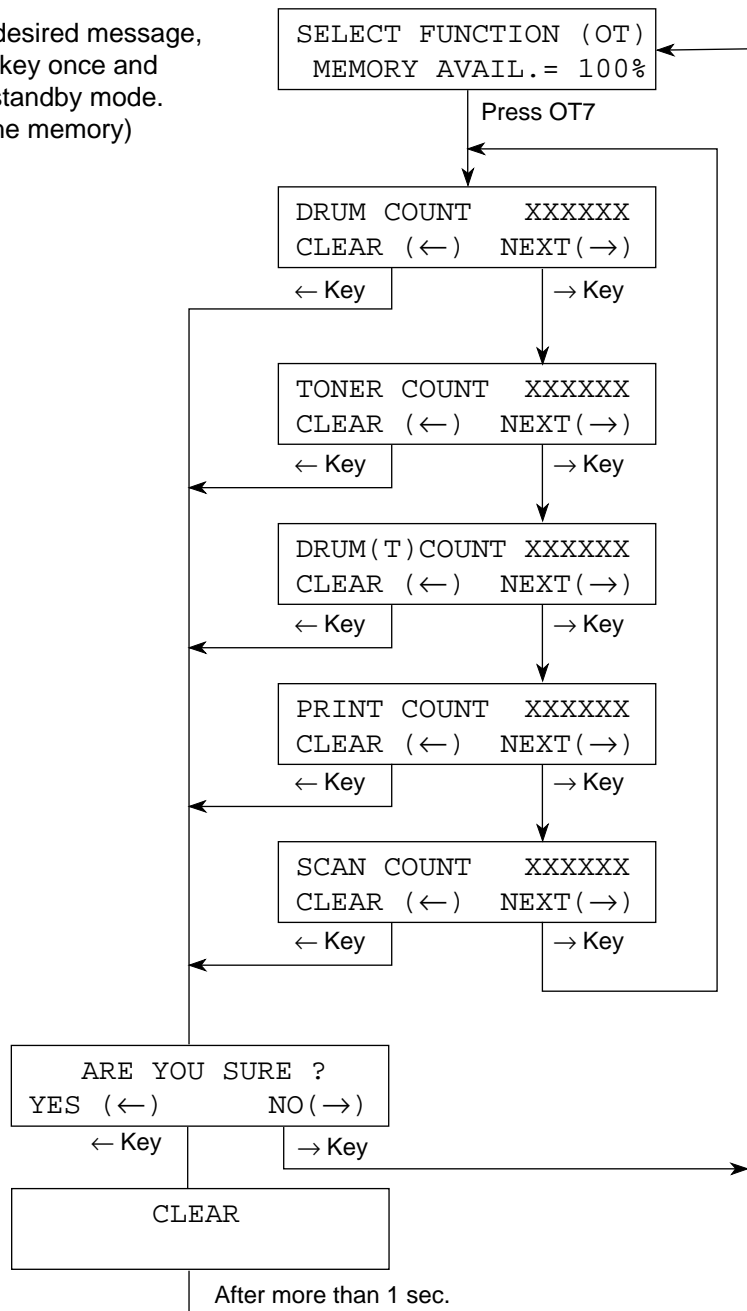 desired message,
key once and
standby mode.
ne memory)
SELECT FUNCTION (OT)
MEMORY AVAIL.= 100%
Press OT7
DRUM COUNT XXXXXX
CLEAR (←) NEXT(→)
← Key → Key
TONER COUNT XXXXXX
CLEAR (←) NEXT(→)
← Key → Key
DRUM(T)COUNT XXXXXX
CLEAR (←) NEXT(→)
← Key → Key
PRINT COUNT XXXXXX
CLEAR (←) NEXT(→)
← Key → Key
SCAN COUNT XXXXXX
CLEAR (←) NEXT(→)
← Key → Key
ARE YOU SURE ?
YES (←) NO(→)
← Key → Key
CLEAR
After more than 1 sec.